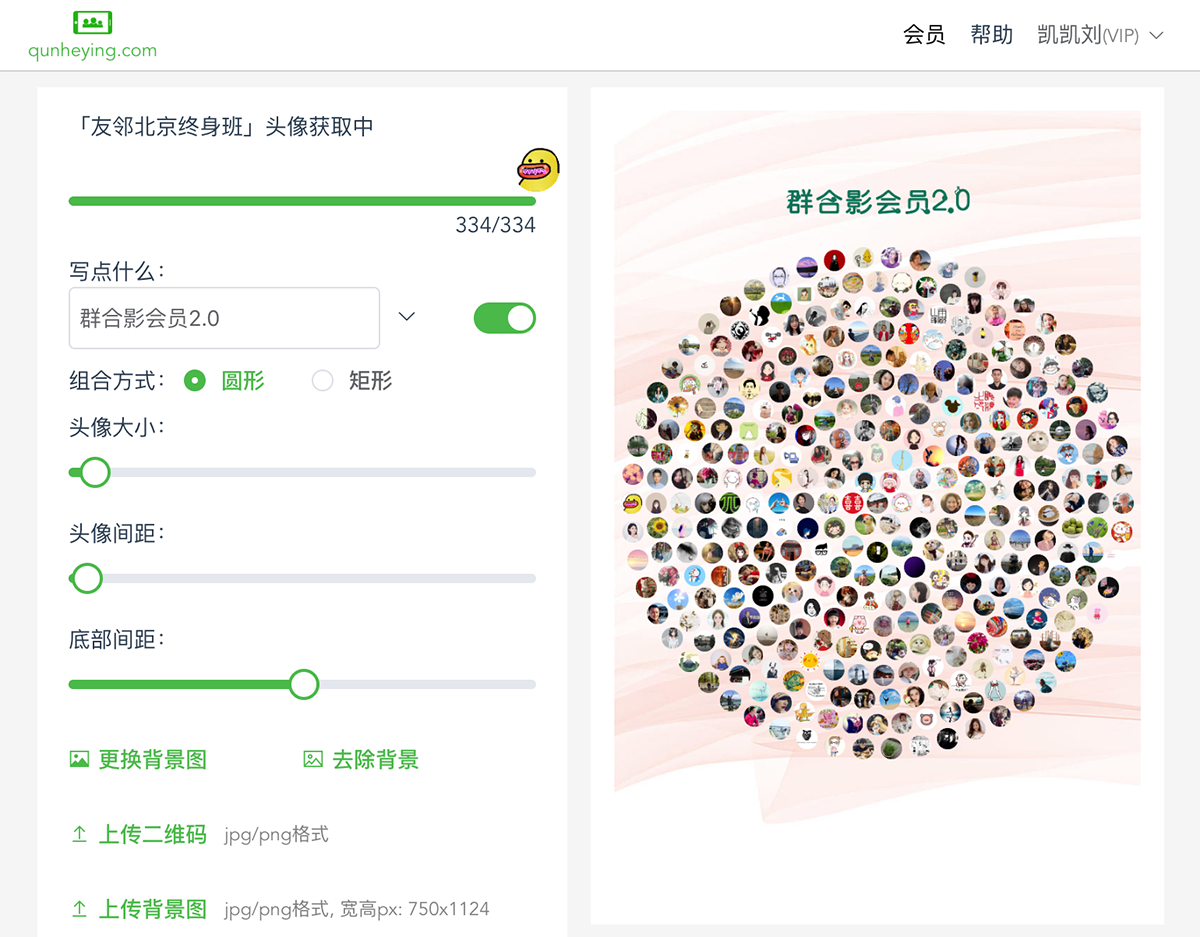 qunheying.com
会员 帮助 凯凯刘(VIP)
「友邻北京终身班」头像获取中
334/334
写点什么：
群合影会员2.0
组合方式： 圆形 矩形
头像大小：
头像间距：
底部间距：
更换背景图 去除背景
上传二维码 jpg/png格式
上传背景图 jpg/png格式, 宽高px: 750x1124
群合影会员2.0